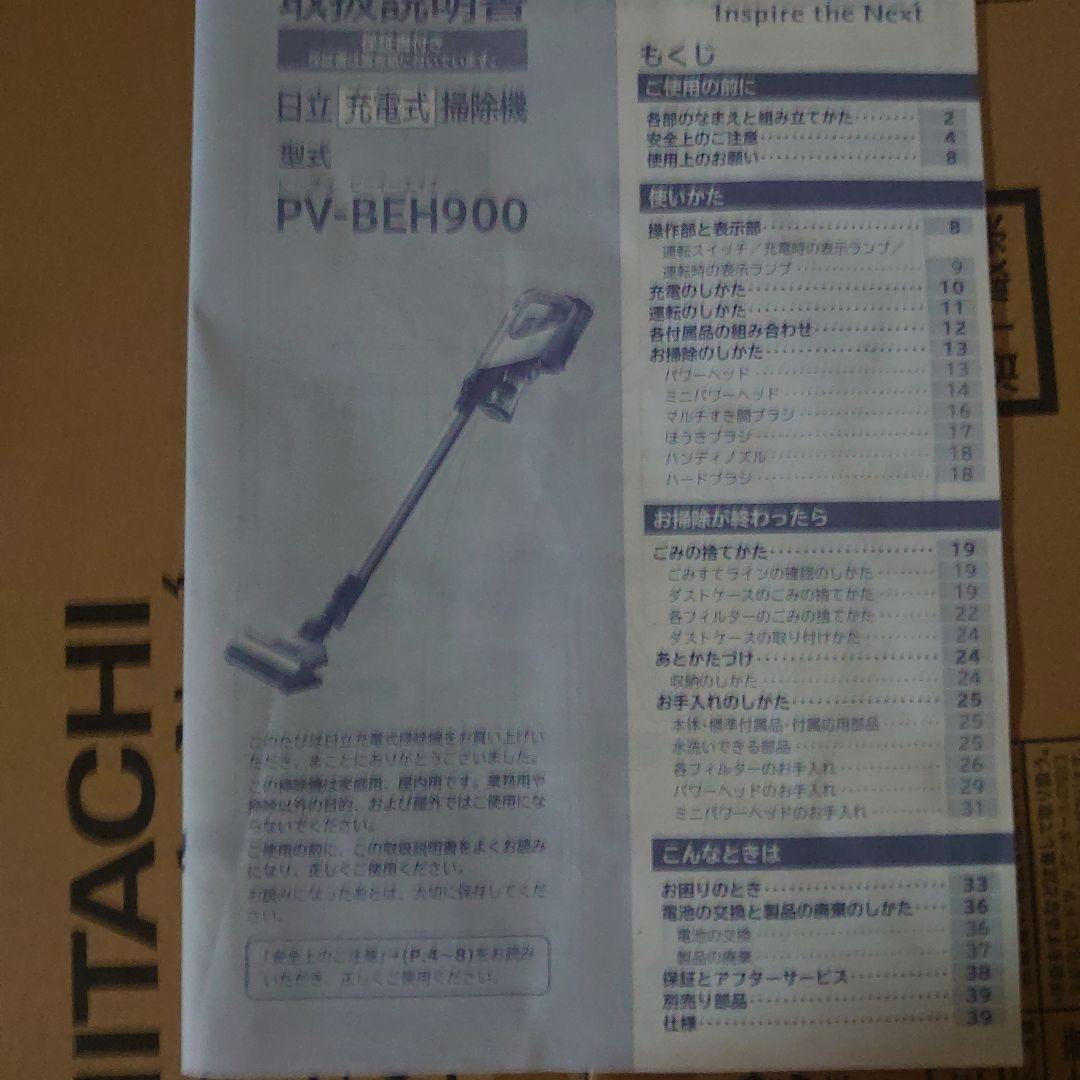 取扱説明書
保証書付き
日立 充電式 掃除機
型式
PV-BEH900
このたびは日立充電式掃除機をお買い上げい
ただき、まことにありがとうございました。
この掃除機は家庭用、屋内用です。業務用や
掃除以外の目的、および屋外ではご使用にな
らないでください。
ご使用の前に、この取扱説明書をよくお読み
になり、正しくご使用ください。
お読みになったあとは、大切に保存してくだ
さい。
「安全上のご注意」→(P.4~8)をお読み
いただき、正しくご使用ください。
Inspire the Next
もくじ
ご使用の前に
各部のなまえと組み立てかた········ 2
安全上のご注意···················· 4
使用上のお願い···················· 8
使いかた
操作部と表示部···················· 8
運転スイッチ/充電時の表示ランプ/
運転時の表示ランプ················ 9
充電のしかた······················ 10
運転のしかた······················ 11
各付属品の組み合わせ·············· 12
お掃除のしかた···················· 13
パワーヘッド······················ 13
ミニパワーヘッド·················· 14
マルチすき間ブラシ················ 16
ほうきブラシ······················ 17
ハンディノズル···················· 18
ハードブラシ······················ 18
お掃除が終わったら
ごみの捨てかた···················· 19
ごみすてラインの確認のしかた······ 19
ダストケースのごみの捨てかた······ 19
各フィルターのごみの捨てかた······ 22
ダストケースの取り付けかた········ 24
あとかたづけ······················ 24
収納のしかた······················ 24
お手入れのしかた·················· 25
本体·標準付属品·付属応用部品···· 25
水洗いできる部品·················· 25
各フィルターのお手入れ············ 26
パワーヘッドのお手入れ············ 29
ミニパワーヘッドのお手入れ········ 31
こんなときは
お困りのとき······················ 33
電池の交換と製品の廃棄のしかた···· 36
電池の交換························ 36
製品の廃棄························ 37
保証とアフターサービス············ 38
別売り部品························ 39
仕様······························ 39
HITACHI